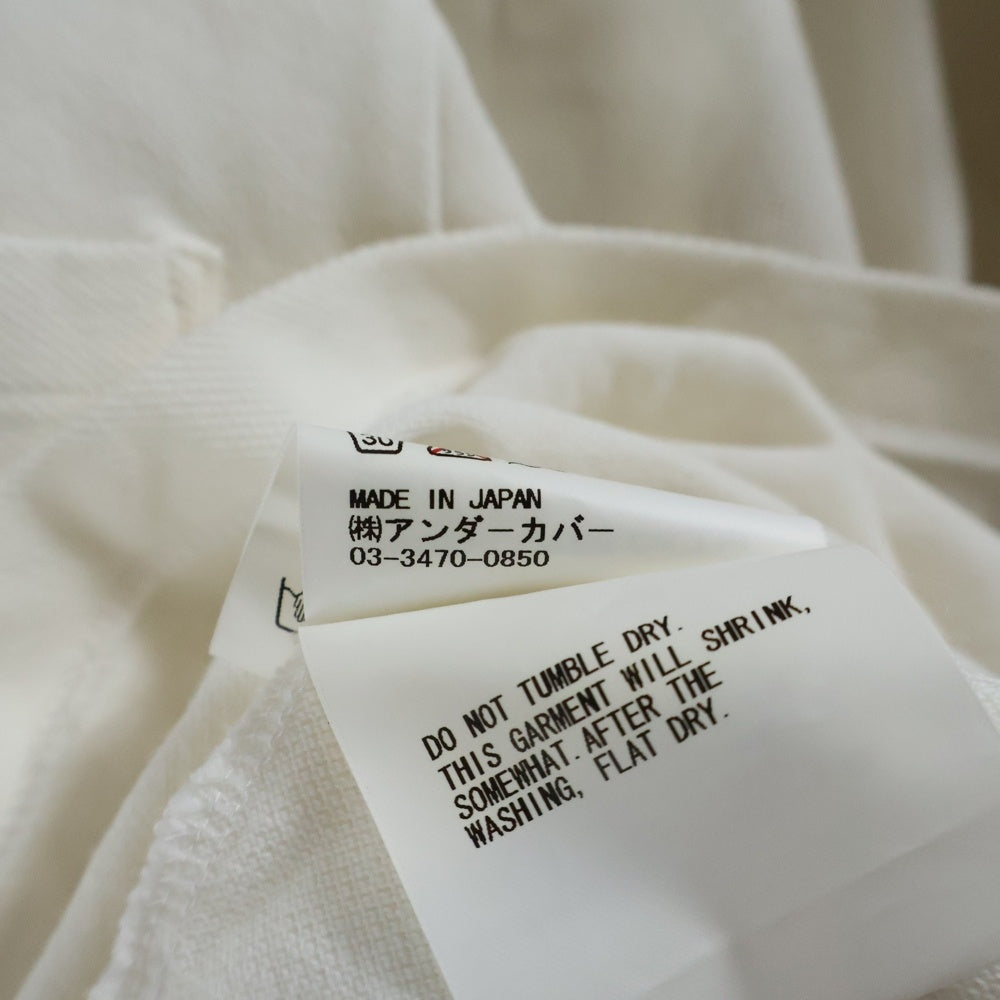 30
MADE IN JAPAN
㈱アンダーカバー
03-3470-0850
DO NOT TUMBLE DRY.
THIS GARMENT WILL SHRINK,
SOMEWHAT.AFTER THE
WASHING, FLAT DRY.